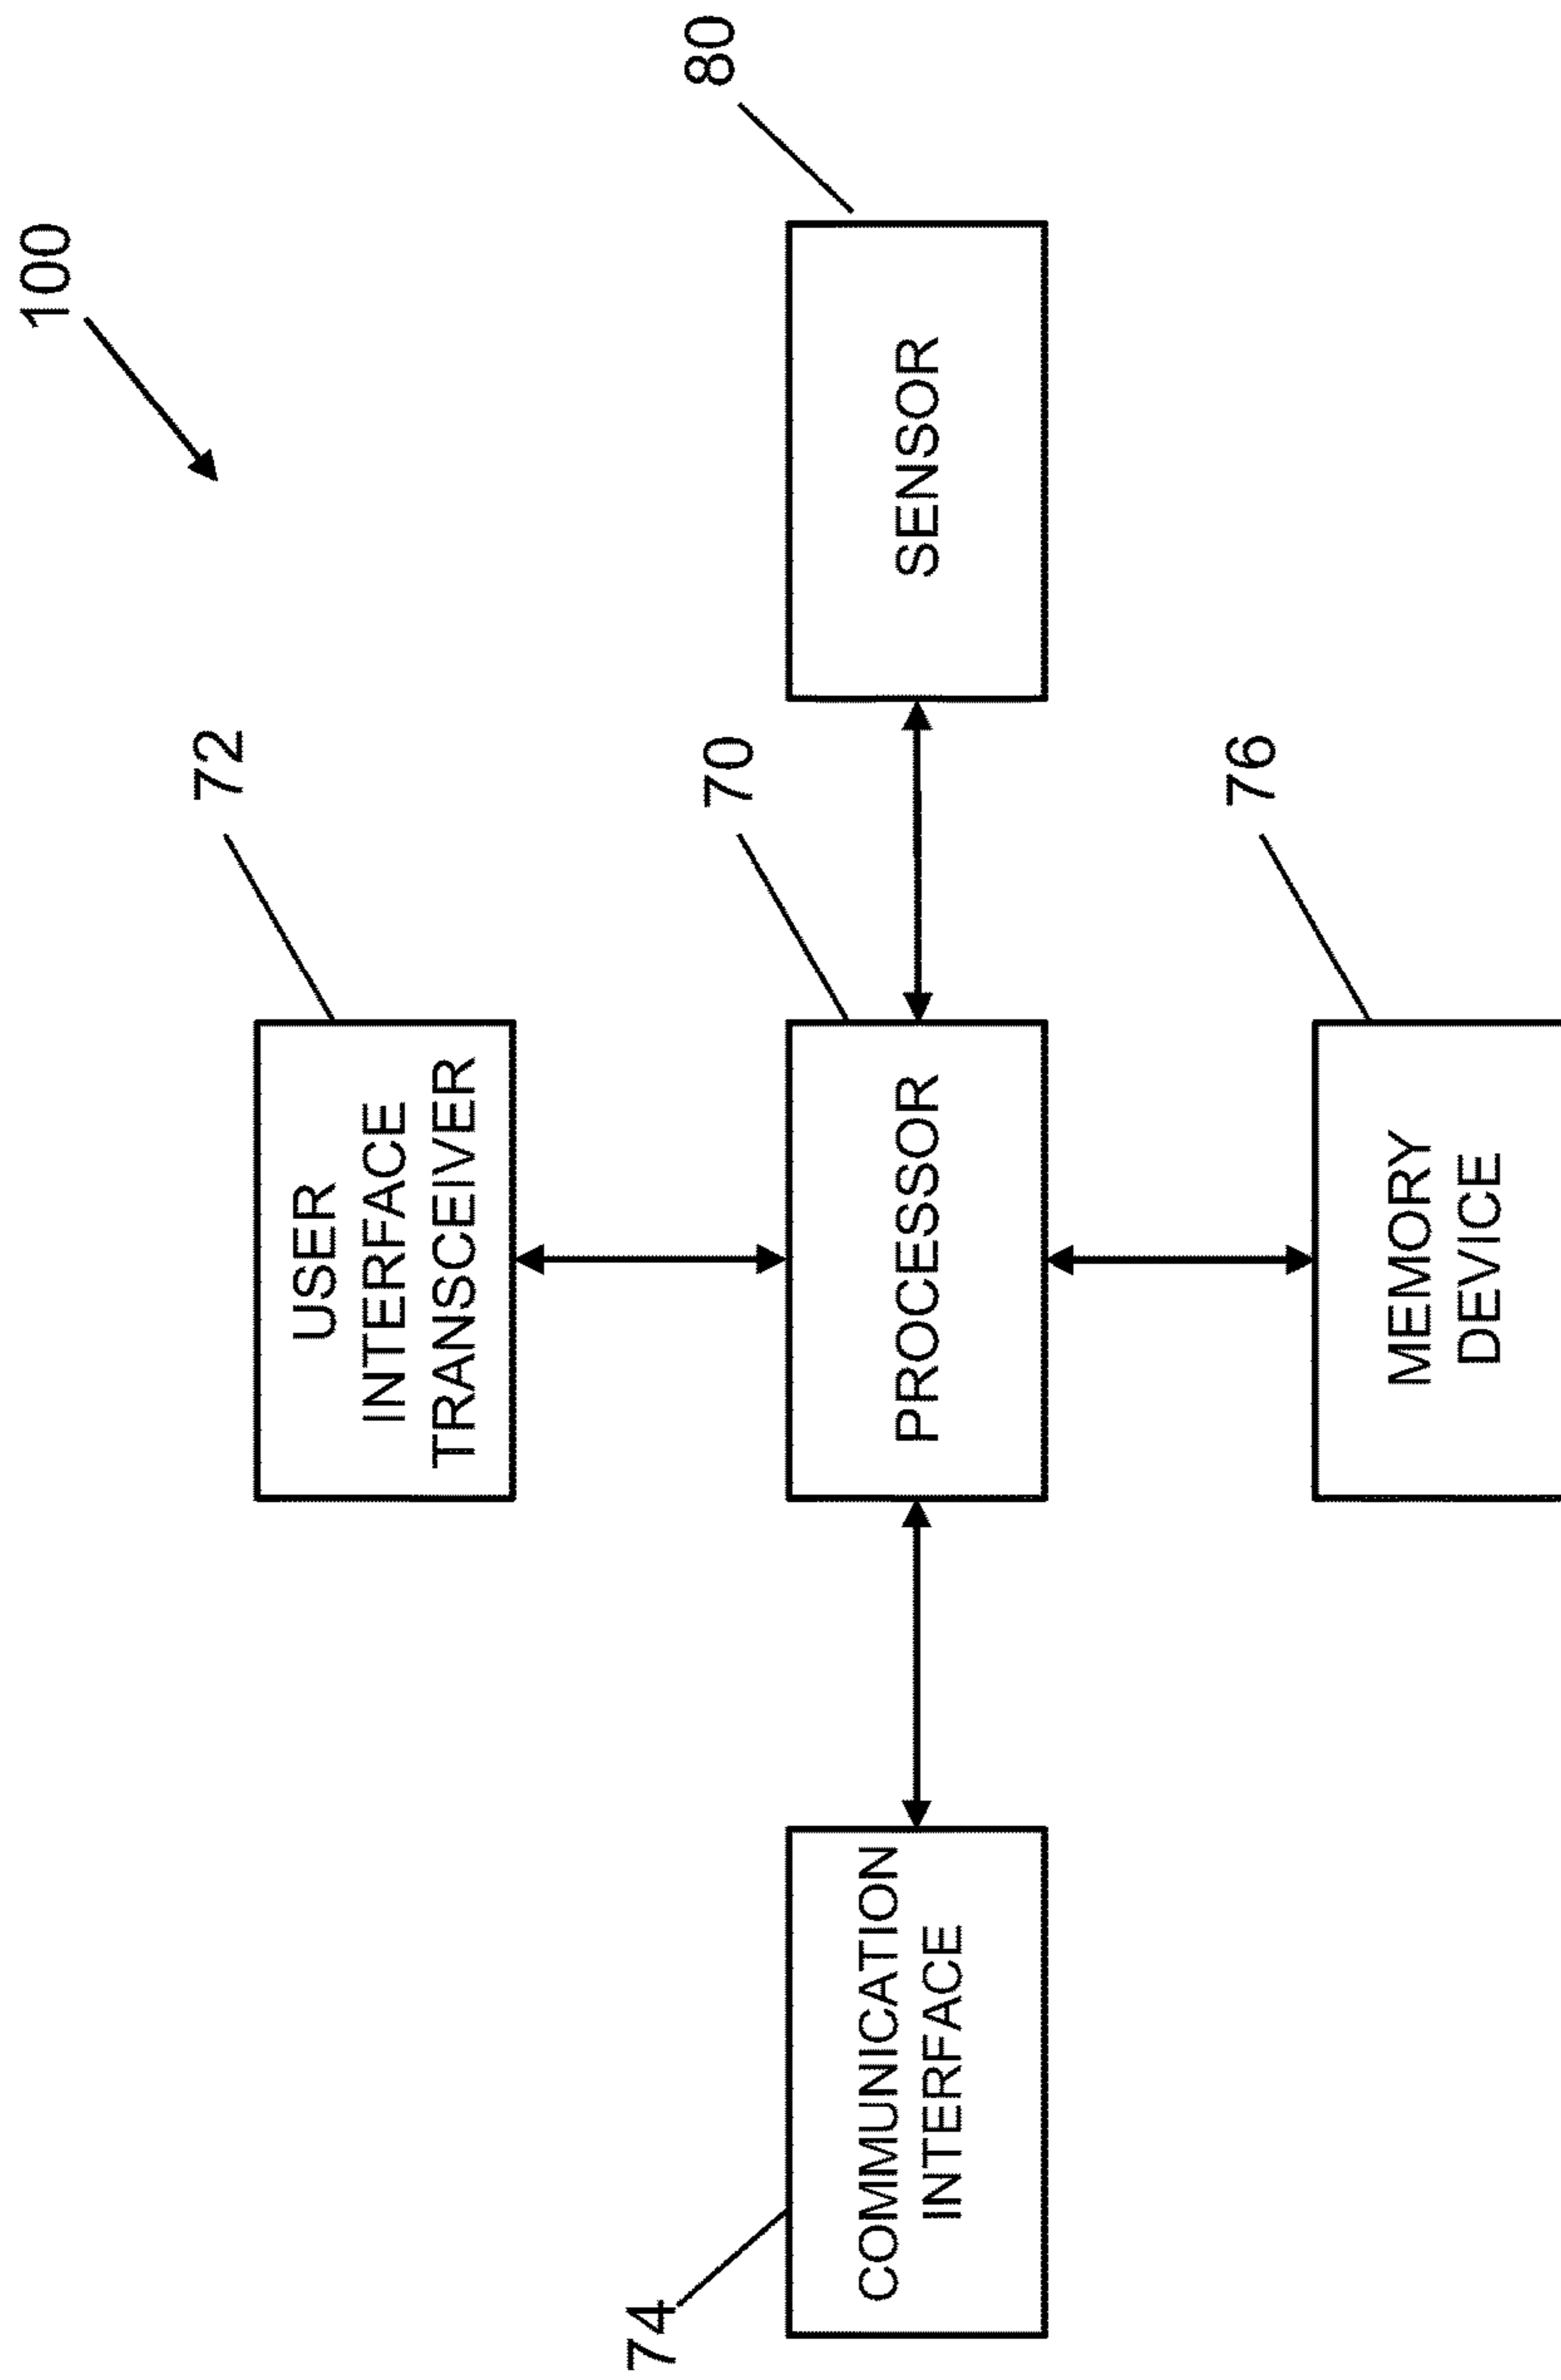 100
72
USER
INTERFACE
TRANSCEIVER
74
COMMUNICATION
INTERFACE
70
PROCESSOR
80
SENSOR
76
MEMORY
DEVICE